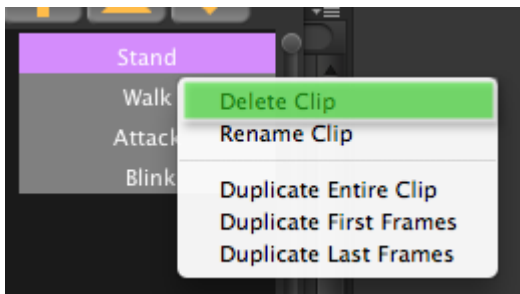 Stand
Walk
Attack
Blink
Delete Clip
Rename Clip
Duplicate Entire Clip
Duplicate First Frames
Duplicate Last Frames